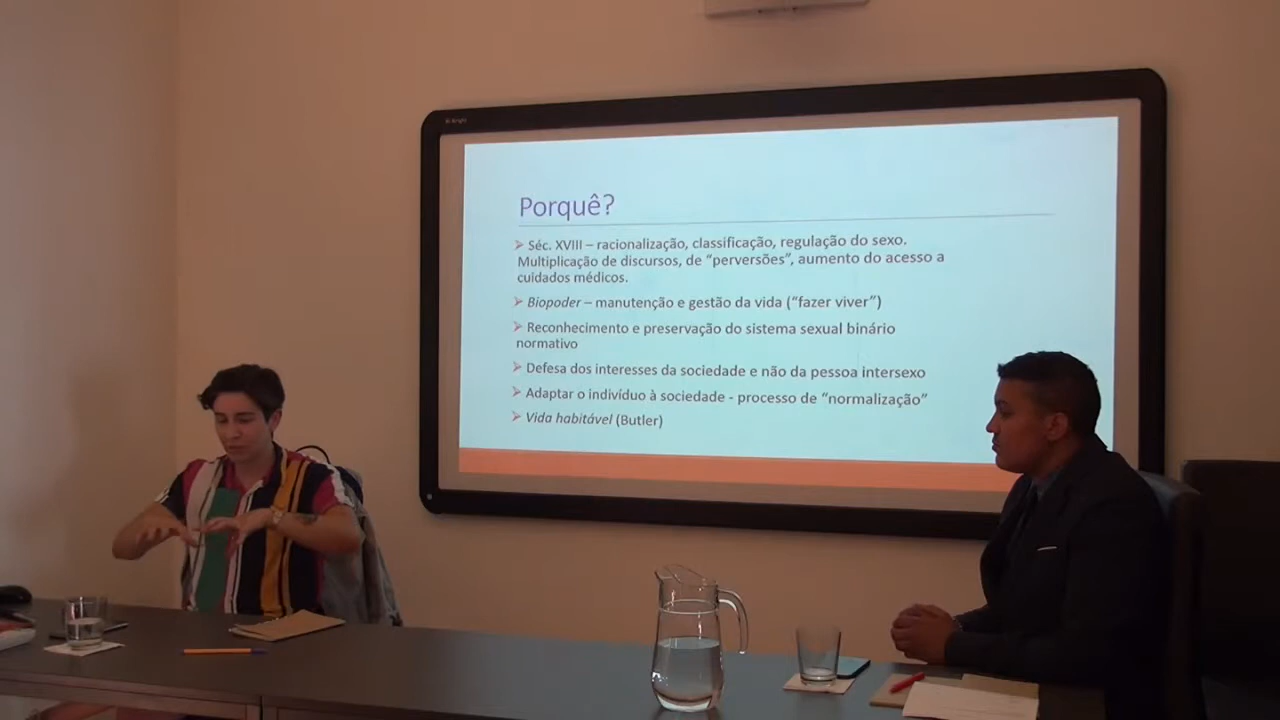 Porquê?
➢ Séc. XVIII – racionalização, classificação, regulação do sexo.
Multiplicação de discursos, de “perversões”, aumento do acesso a
cuidados médicos.
➢ Biopoder – manutenção e gestão da vida (“fazer viver”)
➢ Reconhecimento e preservação do sistema sexual binário
normativo
➢ Defesa dos interesses da sociedade e não da pessoa intersexo
➢ Adaptar o indivíduo à sociedade - processo de “normalização”
➢ Vida habitável (Butler)